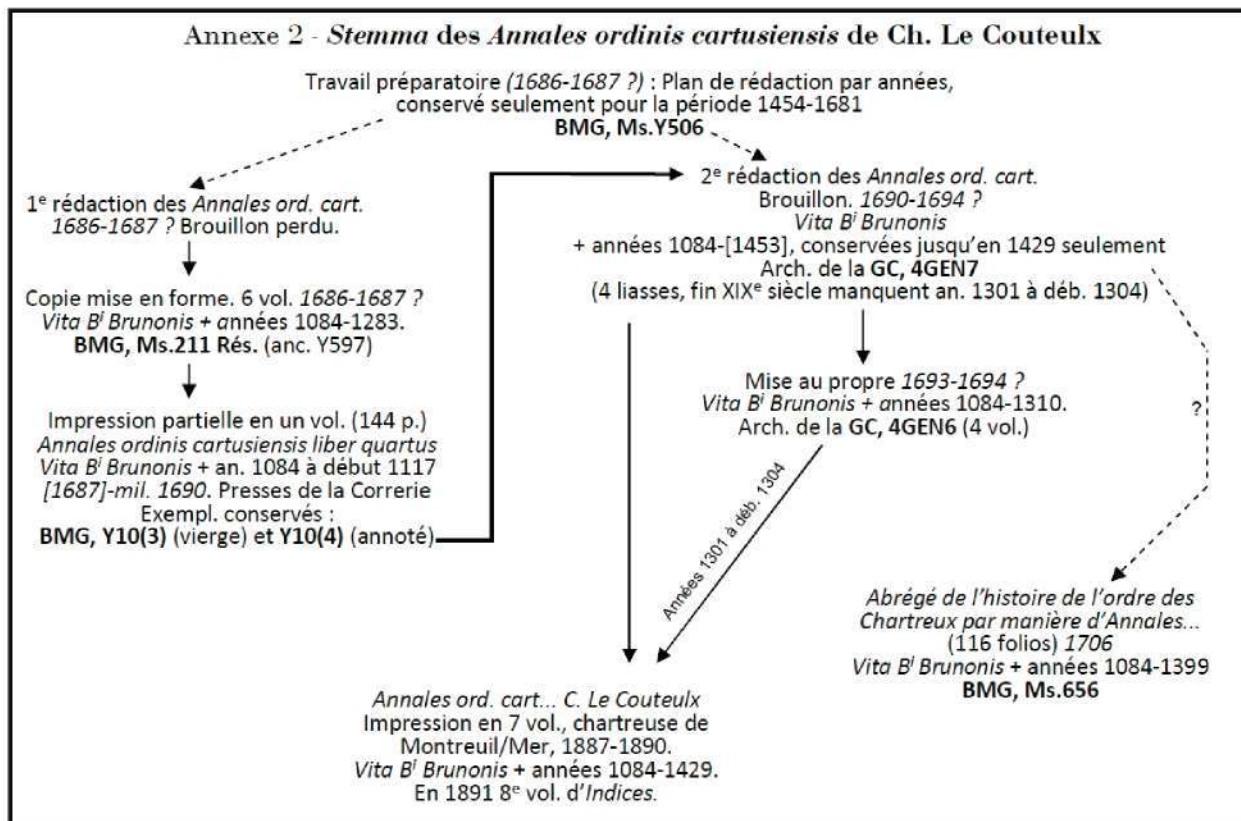 Annexe 2 - Stemma des Annales ordinis cartusiensis de Ch. Le Couteulx
Travail préparatoire (1686-1687 ?) : Plan de rédaction par années,
conservé seulement pour la période 1454-1681
BMG, Ms.Y506
1e rédaction des Annales ord. cart.
1686-1687 ? Brouillon perdu.
Copie mise en forme. 6 vol. 1686-1687 ?
Vita Bi Brunonis + années 1084-1283.
BMG, Ms.211 Rés. (anc. Y597)
Impression partielle en un vol. (144 p.)
Annales ordinis cartusiensis liber quartus
Vita Bi Brunonis + an. 1084 à début 1117
[1687]-mil. 1690. Presses de la Correrie
Exempl. conservés :
BMG, Y10(3) (vierge) et Y10(4) (annoté)
2e rédaction des Annales ord. cart.
Brouillon. 1690-1694 ?
Vita Bi Brunonis
+ années 1084-[1453], conservées jusqu'en 1429 seulement
Arch. de la GC, 4GEN7
(4 liasses, fin XIXe siècle manquent an. 1301 à déb. 1304)
Mise au propre 1693-1694 ?
Vita Bi Brunonis + années 1084-1310.
Arch. de la GC, 4GEN6 (4 vol.)
?
Années 1301 à déb. 1304
Abrégé de l'histoire de l'ordre des
Chartreux par manière d'Annales...
(116 folios) 1706
Vita Bi Brunonis + années 1084-1399
BMG, Ms.656
Annales ord. cart... C. Le Couteulx
Impression en 7 vol., chartreuse de
Montreuil/Mer, 1887-1890.
Vita Bi Brunonis + années 1084-1429.
En 1891 8e vol. d'Indices.